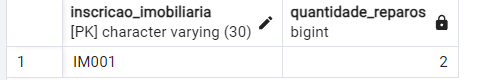 inscricao_imobiliaria quantidade_reparos
[PK] character varying (30) bigint
1 IM001 2